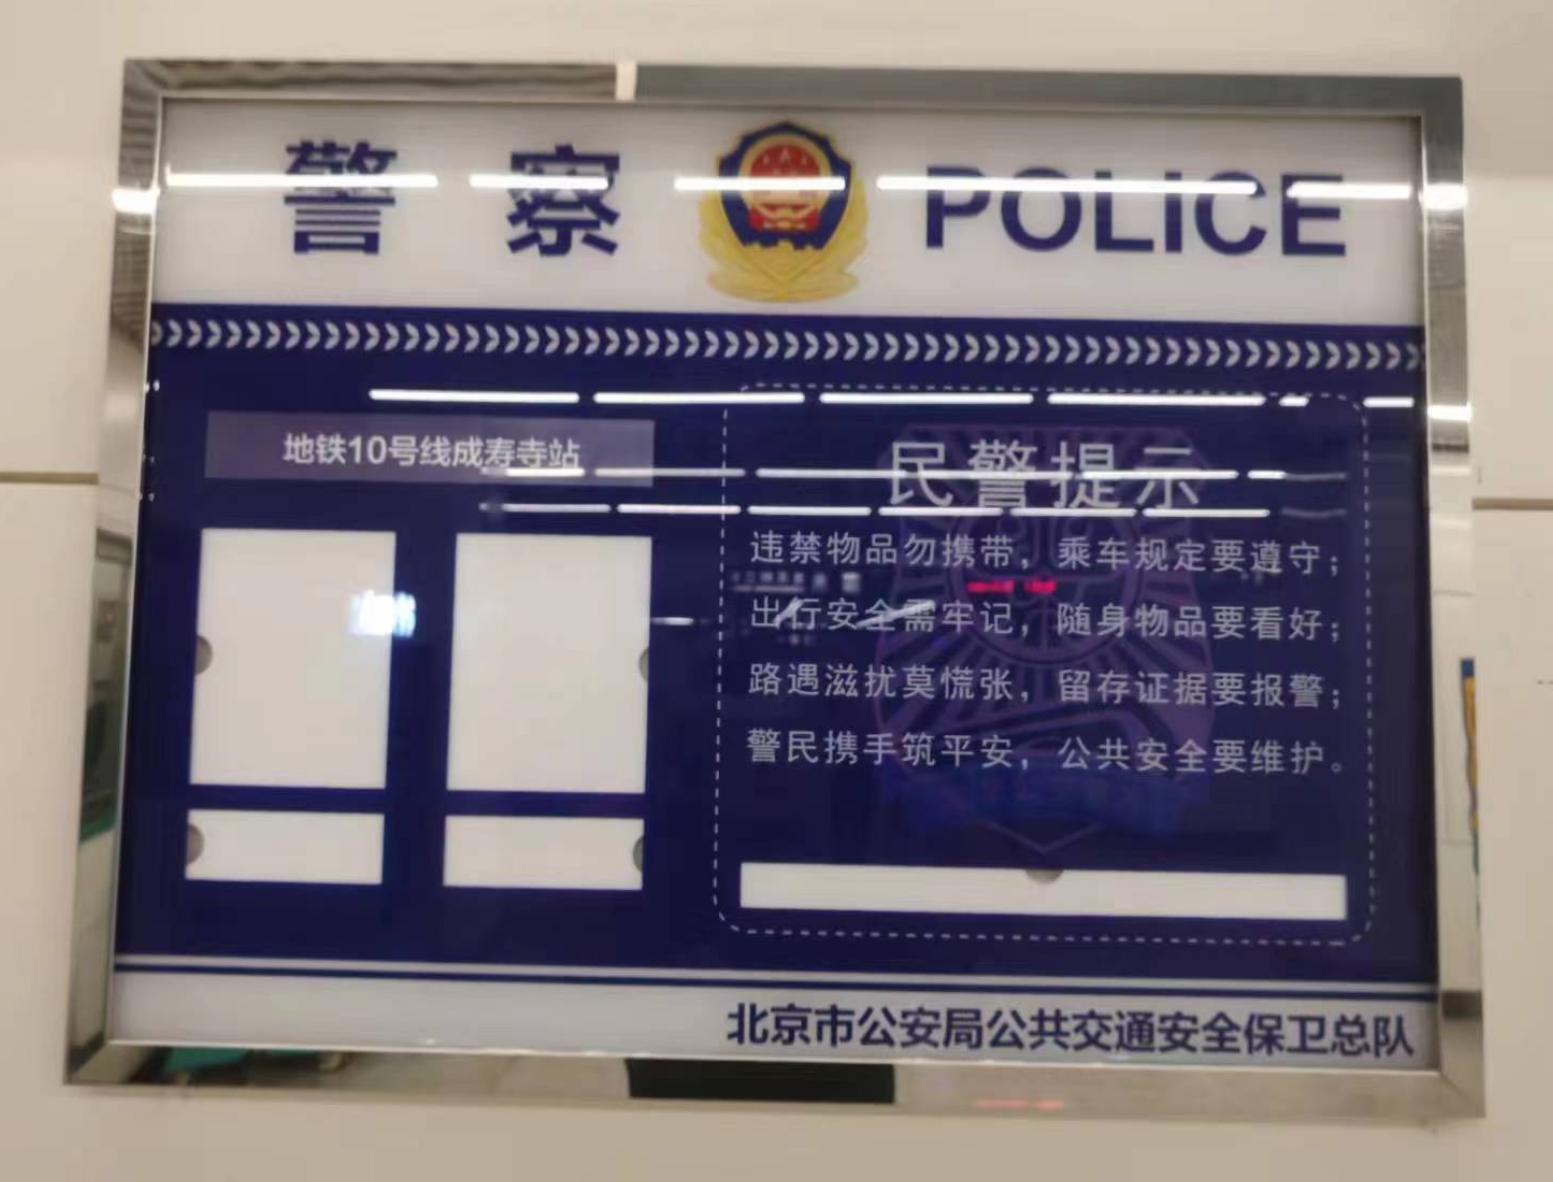 警察 POLICE
地铁10号线成寿寺站
民警提示
违禁物品勿携带，乘车规定要遵守；
出行安全需牢记，随身物品要看好；
路遇滋扰莫慌张，留存证据要报警；
警民携手筑平安，公共安全要维护。
北京市公安局公共交通安全保卫总队